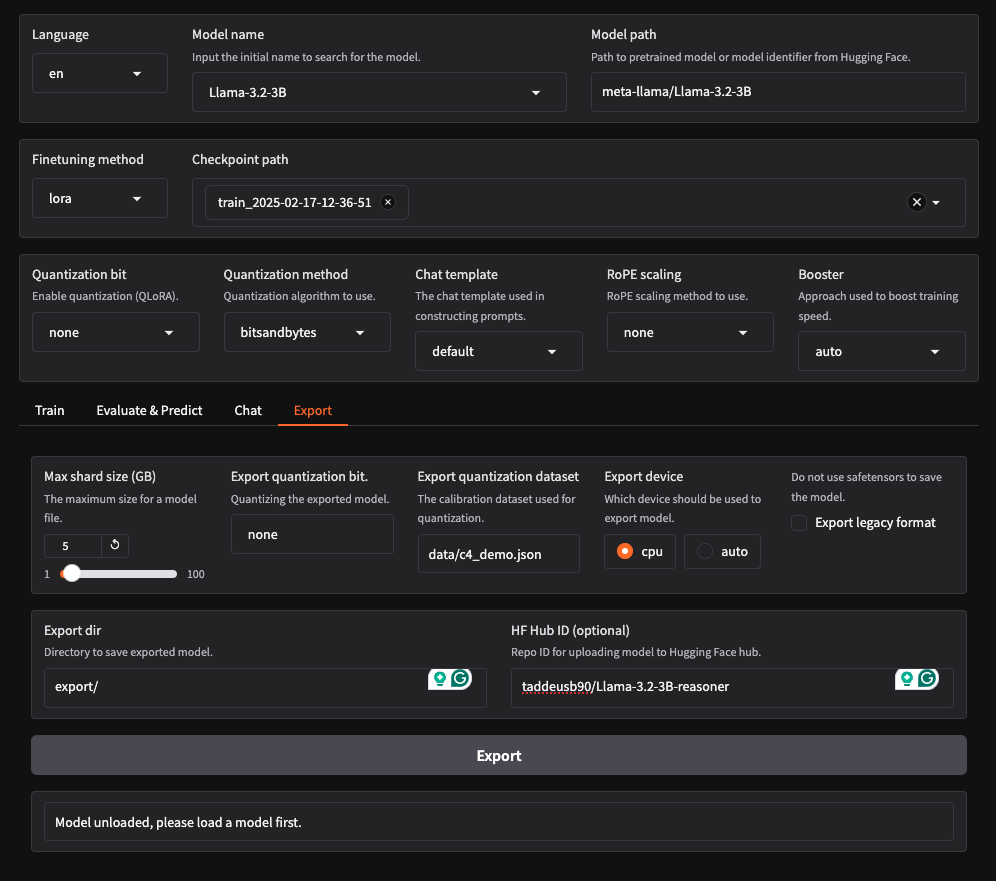 Language
en
Model name
Input the initial name to search for the model.
Llama-3.2-3B
Model path
Path to pretrained model or model identifier from Hugging Face.
meta-llama/Llama-3.2-3B
Finetuning method
lora
Checkpoint path
train_2025-02-17-12-36-51
Quantization bit
Enable quantization (QLoRA).
none
Quantization method
Quantization algorithm to use.
bitsandbytes
Chat template
The chat template used in
constructing prompts.
default
RoPE scaling
RoPE scaling method to use.
none
Booster
Approach used to boost training
speed.
auto
Train Evaluate & Predict Chat Export
Max shard size (GB)
The maximum size for a model
file.
5
1 100
Export quantization bit.
Quantizing the exported model.
none
Export quantization dataset
The calibration dataset used for
quantization.
data/c4_demo.json
Export device
Which device should be used to
export model.
cpu auto
Do not use safetensors to save
the model.
Export legacy format
Export dir
Directory to save exported model.
export/
HF Hub ID (optional)
Repo ID for uploading model to Hugging Face hub.
taddeusb90/Llama-3.2-3B-reasoner
Export
Model unloaded, please load a model first.